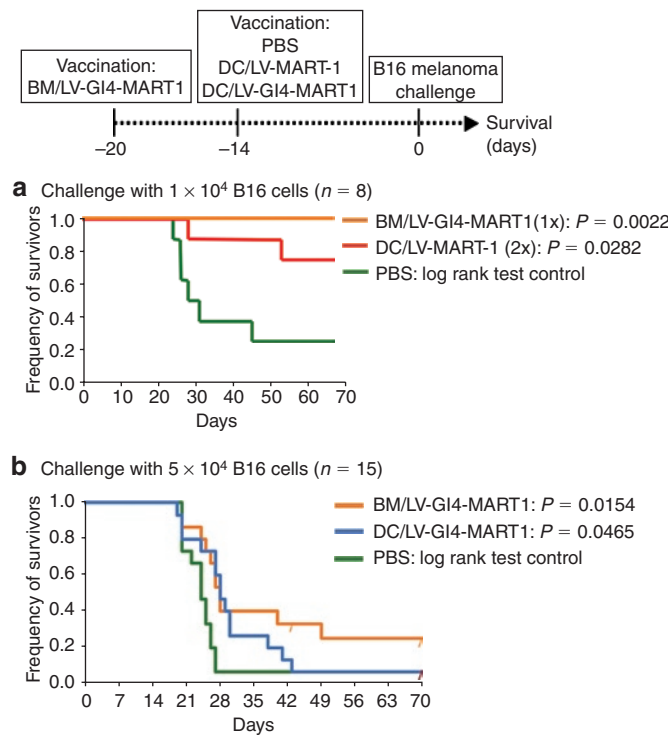 Vaccination:
BM/LV-GI4-MART1
Vaccination:
PBS
DC/LV-MART-1
DC/LV-GI4-MART1
B16 melanoma
challenge
Survival
(days)
–20
–14
0
a Challenge with 1 × 10⁴ B16 cells (n = 8)
Frequency of survivors
1.0
0.8
0.6
0.4
0.2
0.0
0 10 20 30 40 50 60 70
Days
BM/LV-GI4-MART1(1x): P = 0.0022
DC/LV-MART-1 (2x): P = 0.0282
PBS: log rank test control
b Challenge with 5 × 10⁴ B16 cells (n = 15)
Frequency of survivors
1.0
0.8
0.6
0.4
0.2
0.0
0 7 14 21 28 35 42 49 56 63 70
Days
BM/LV-GI4-MART1: P = 0.0154
DC/LV-GI4-MART1: P = 0.0465
PBS: log rank test control